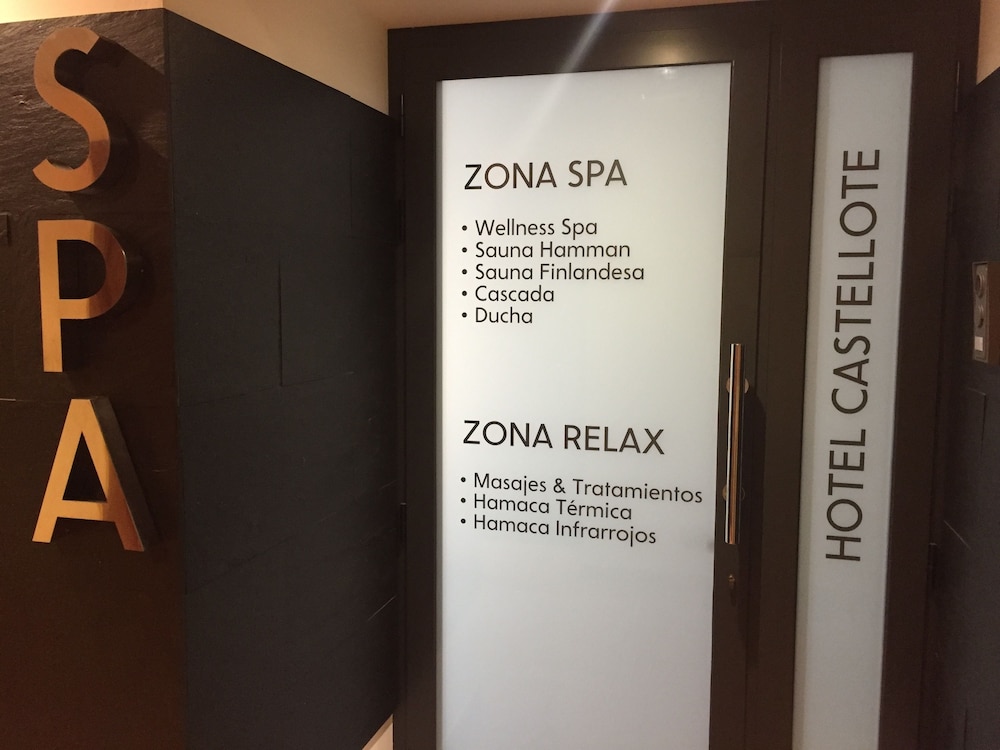 SPA
ZONA SPA
• Wellness Spa
• Sauna Hamman
• Sauna Finlandesa
• Cascada
• Ducha
ZONA RELAX
• Masajes & Tratamientos
• Hamaca Térmica
• Hamaca Infrarrojos
HOTEL CASTELLOTE